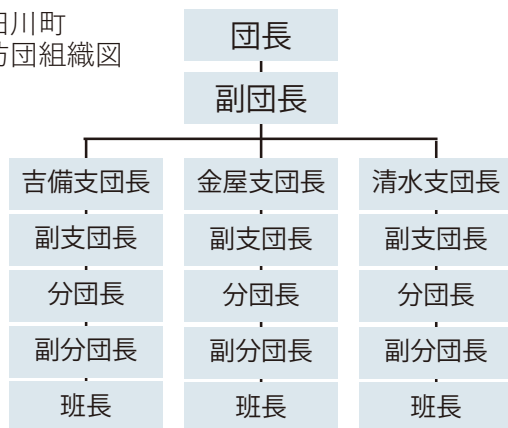 田川町
防団組織図
団長
副団長
吉備支団長 金屋支団長 清水支団長
副支団長 副支団長 副支団長
分団長 分団長 分団長
副分団長 副分団長 副分団長
班長 班長 班長